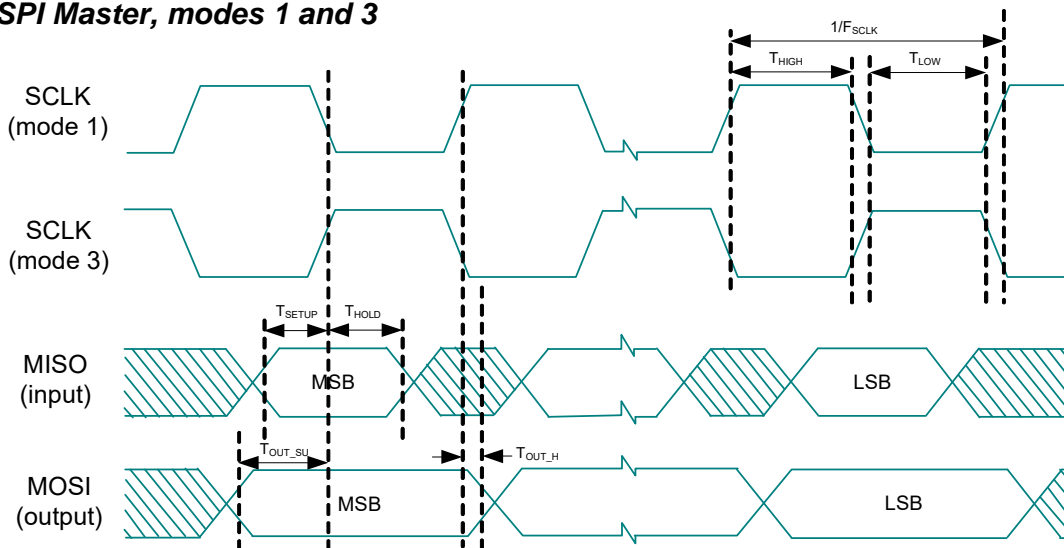 SPI Master, modes 1 and 3
1/FSCLK
THIGH
TLOW
SCLK
(mode 1)
SCLK
(mode 3)
TSETUP
THOLD
MISO
(input)
MSB
LSB
TOUT_SU
TOUT_H
MOSI
(output)
MSB
LSB